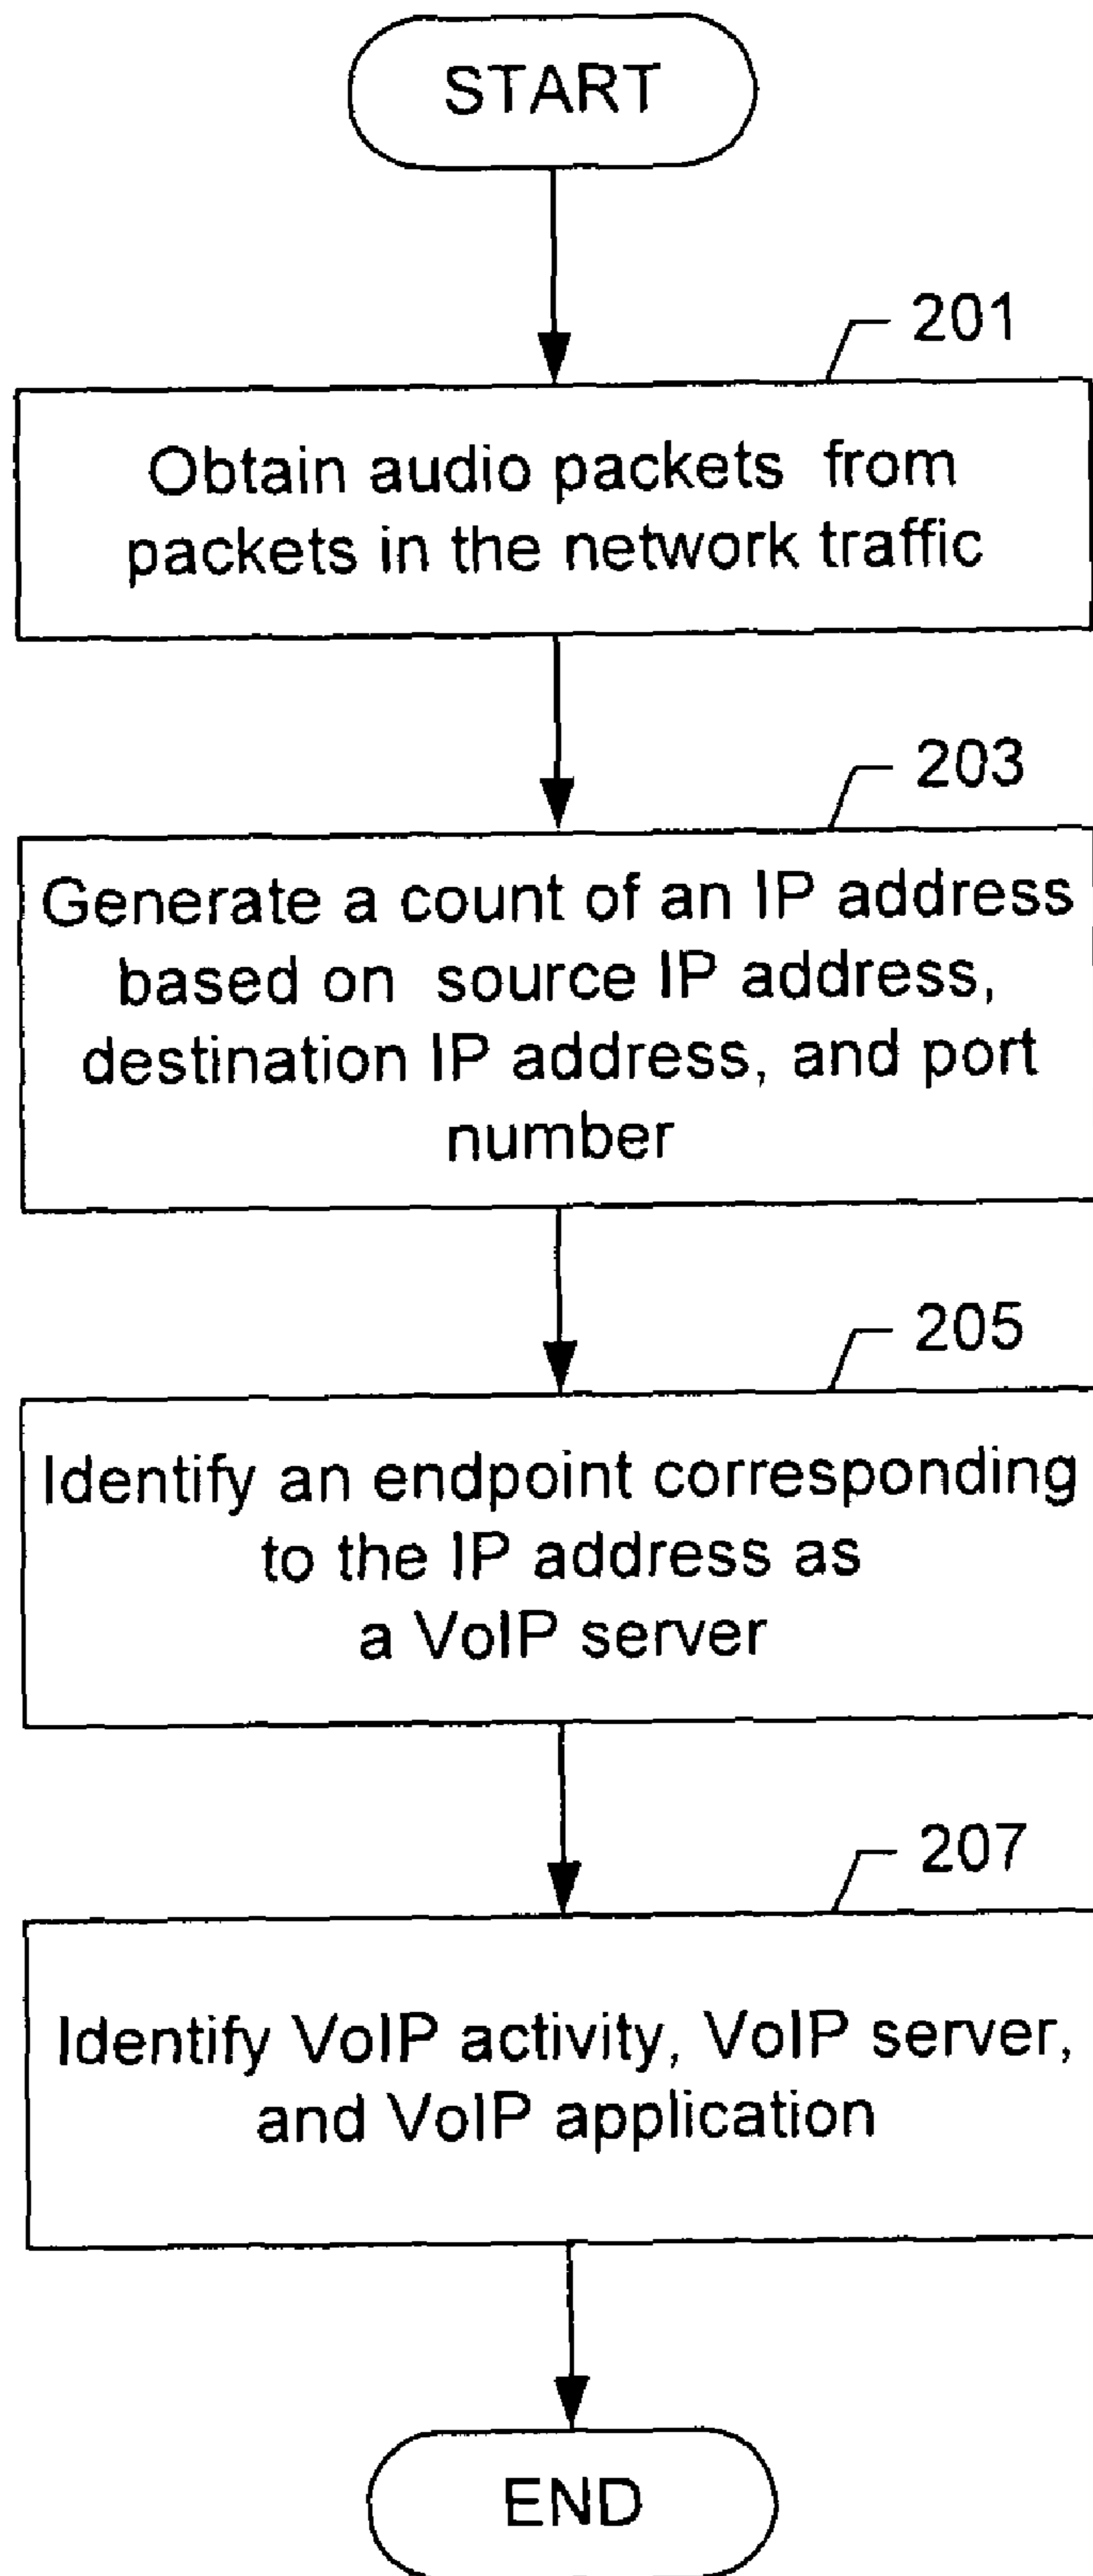 START
201
Obtain audio packets from
packets in the network traffic
203
Generate a count of an IP address
based on source IP address,
destination IP address, and port
number
205
Identify an endpoint corresponding
to the IP address as
a VoIP server
207
Identify VoIP activity, VoIP server,
and VoIP application
END